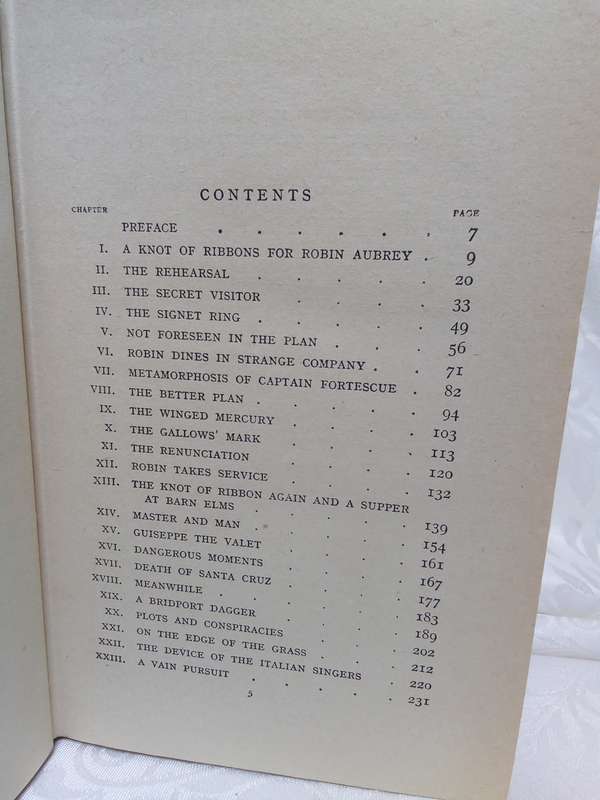 CONTENTS
CHAPTER PAGE
PREFACE . . . . . . 7
I. A KNOT OF RIBBONS FOR ROBIN AUBREY . 9
II. THE REHEARSAL . . . . . 20
III. THE SECRET VISITOR . . . . 33
IV. THE SIGNET RING . . . . . 49
V. NOT FORESEEN IN THE PLAN . . . 56
VI. ROBIN DINES IN STRANGE COMPANY . . 71
VII. METAMORPHOSIS OF CAPTAIN FORTESCUE . 82
VIII. THE BETTER PLAN . . . . . 94
IX. THE WINGED MERCURY . . . . 103
X. THE GALLOWS' MARK . . . . 113
XI. THE RENUNCIATION . . . . 120
XII. ROBIN TAKES SERVICE . . . . 132
XIII. THE KNOT OF RIBBON AGAIN AND A SUPPER
AT BARN ELMS . . . . . 139
XIV. MASTER AND MAN . . . . . 154
XV. GUISEPPE THE VALET . . . . 161
XVI. DANGEROUS MOMENTS . . . . 167
XVII. DEATH OF SANTA CRUZ . . . . 177
XVIII. MEANWHILE . . . . . . 183
XIX. A BRIDPORT DAGGER . . . . 189
XX. PLOTS AND CONSPIRACIES . . . . 202
XXI. ON THE EDGE OF THE GRASS . . . 212
XXII. THE DEVICE OF THE ITALIAN SINGERS . 220
XXIII. A VAIN PURSUIT . . . . . 231
5